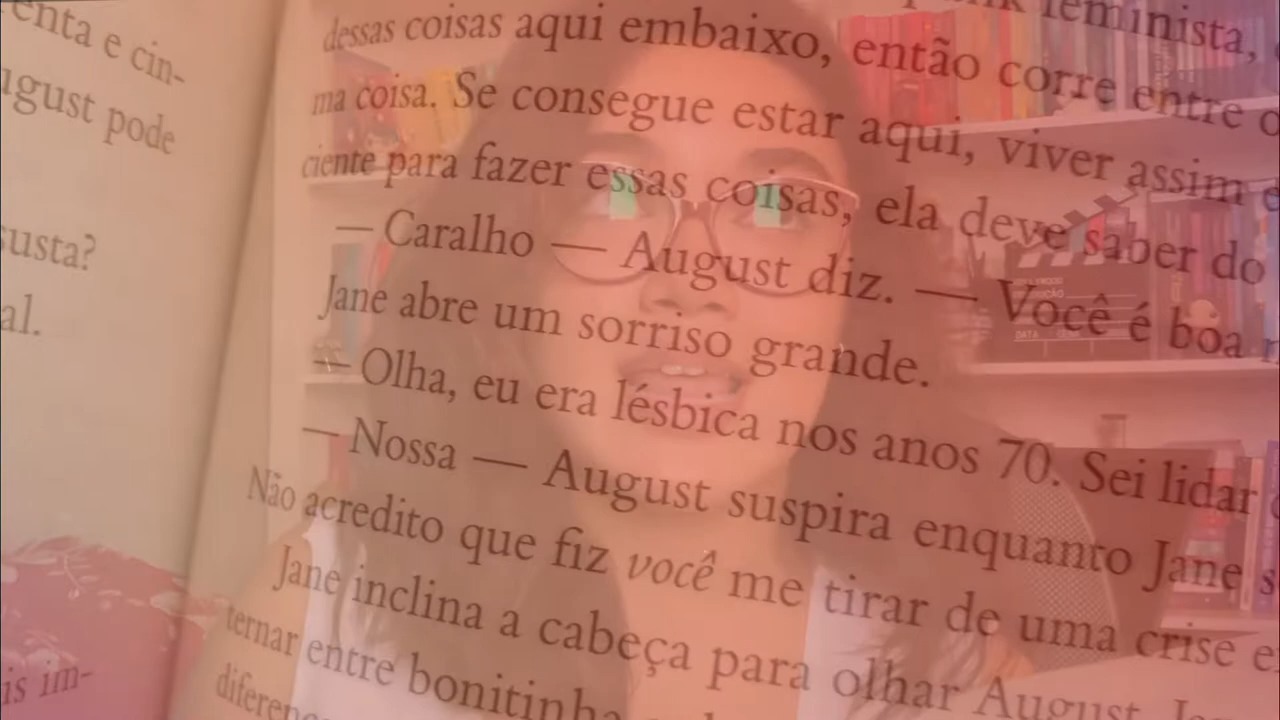 enta e cin-
ugust pode
susta?
al.
is im-
feminista,
dessas coisas aqui embaixo, então corre entre
ma coisa. Se consegue estar aqui, viver assim
ciente para fazer essas coisas, ela deve saber do
— Caralho — August diz. — Você é boa
Jane abre um sorriso grande.
— Olha, eu era lésbica nos anos 70. Sei lidar
— Nossa — August suspira enquanto Jane
Não acredito que fiz você me tirar de uma crise
Jane inclina a cabeça para olhar August.
ternar entre bonitinha
diferenç